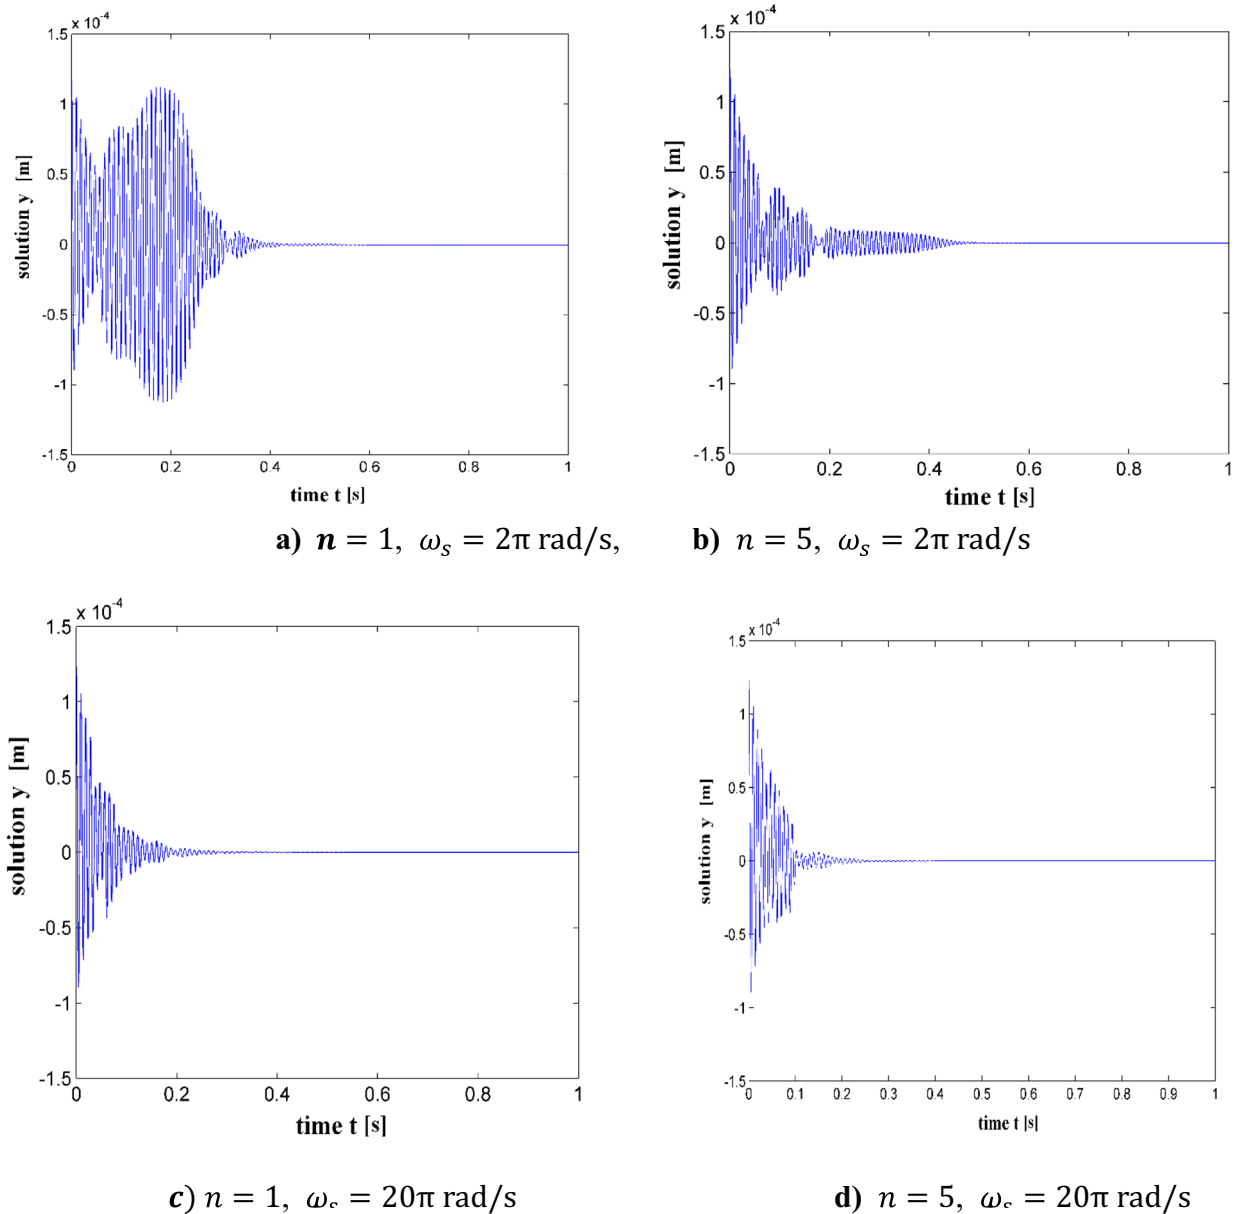 x 10-4
1.5
1
0.5
0
-0.5
-1
-1.5
0 0.2 0.4 0.6 0.8 1
solution y [m]
time t [s]
x 10-4
1.5
1
0.5
0
-0.5
-1
-1.5
0 0.2 0.4 0.6 0.8 1
solution y [m]
time t [s]
a) n = 1, ωs = 2π rad/s, b) n = 5, ωs = 2π rad/s
x 10-4
1.5
1
0.5
0
-0.5
-1
-1.5
0 0.2 0.4 0.6 0.8 1
solution y [m]
time t [s]
x 10-4
1.5
1
0.5
0
-0.5
-1
-1.5
0 0.1 0.2 0.3 0.4 0.5 0.6 0.7 0.8 0.9 1
solution y [m]
time t [s]
c) n = 1, ωs = 20π rad/s d) n = 5, ωs = 20π rad/s